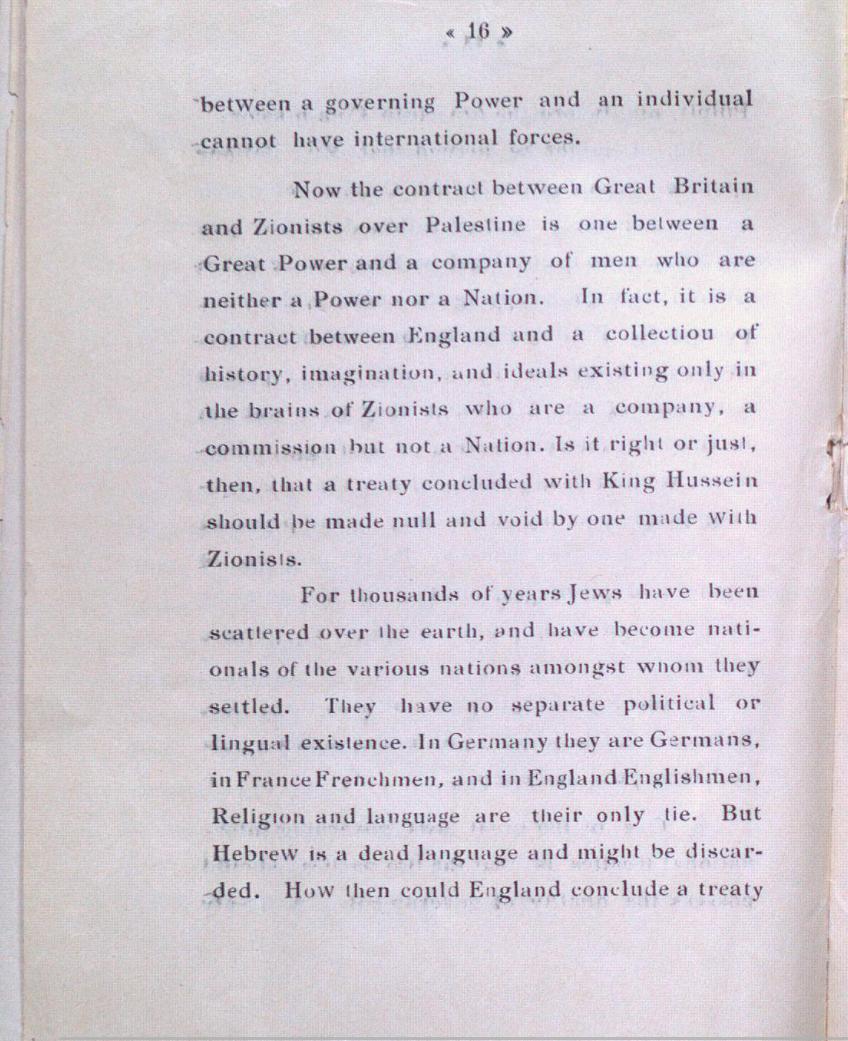 « 16 »
between a governing Power and an individual
cannot have international forces.
Now the contract between Great Britain
and Zionists over Palestine is one between a
Great Power and a company of men who are
neither a Power nor a Nation. In fact, it is a
contract between England and a collectiou of
history, imagination, and ideals existing only in
the brains of Zionists who are a company, a
commission but not a Nation. Is it right or just,
then, that a treaty concluded with King Hussein
should be made null and void by one made with
Zionists.
For thousands of years Jews have been
scattered over the earth, and have become nati-
onals of the various nations amongst whom they
settled. They have no separate political or
lingual existence. In Germany they are Germans,
in France Frenchmen, and in England Englishmen,
Religion and language are their only tie. But
Hebrew is a dead language and might be discar-
ded. How then could England conclude a treaty